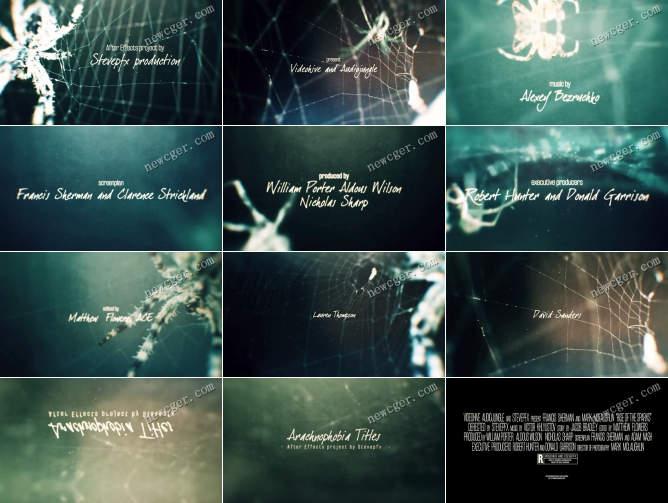 newcger.com
After Effects project by
Stevepfx production
newcger.com
present
Videohive and Audiojungle
newcger.com
music by
Alexey Bezruchko
newcger.com
screenplan
Francis Sherman and Clarence Strickland
newcger.com
produced by
William Porter Aldous Wilson
Nicholas Sharp
newcger.com
executive producers
Robert Hunter and Donald Garrison
newcger.com
edited by
Matthew Flowers, ACE
newcger.com
Lauren Thompson
newcger.com
David Sanders
newcger.com
After Effects project by Stevepfx
Arachnophobia Titles
newcger.com
Arachnophobia Titles
- After Effects project by Stevepfx -
newcger.com
VIDEOHIVE AUDIOJUNGLE AND STEVEPFX PRESENT FRANCIS SHERMAN AND MARK MCLAUGHLIN "RISE OF THE SPARKS"
DIRECTED BY STEVEPFX MUSIC BY VICTOR KHLYUSTOV STORY BY JACOB BRADLEY EDITED BY MATTHEW FLOWERS
PRODUCED BY WILLIAM PORTER ALDOUS WILSON NICHOLAS SHARP SCREENPLAN FRANCIS SHERMAN AND ADAM NASH
EXECUTIVE PRODUCERS ROBERT HUNTER AND DONALD GARRISON DIRECTOR OF PHOTOGRAPHY MARK MCLAUGHLIN
R